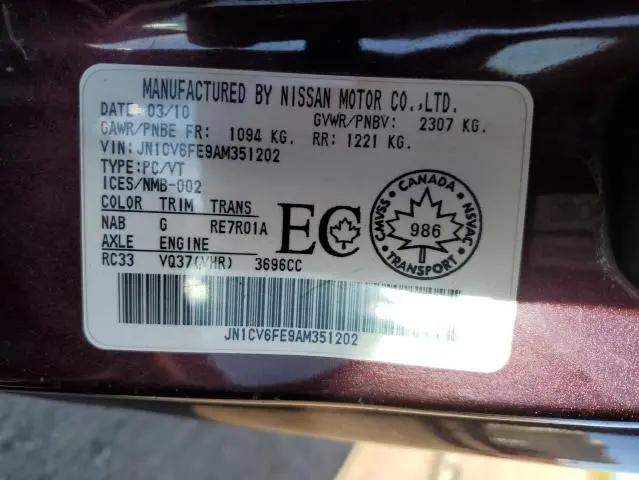 MANUFACTURED BY NISSAN MOTOR CO.,LTD.
DATE 03/10 GVWR/PNBV: 2307 KG.
GAWR/PNBE FR: 1094 KG. RR: 1221 KG.
VIN:JN1CV6FE9AM351202
TYPE:PC/VT
ICES/NMB-002
COLOR TRIM TRANS
NAB G RE7R01A
AXLE ENGINE
RC33 VQ37(VHR) 3696CC
EC
CANADA
CMVSS NSVAC
986
TRANSPORT
JN1CV6FE9AM351202